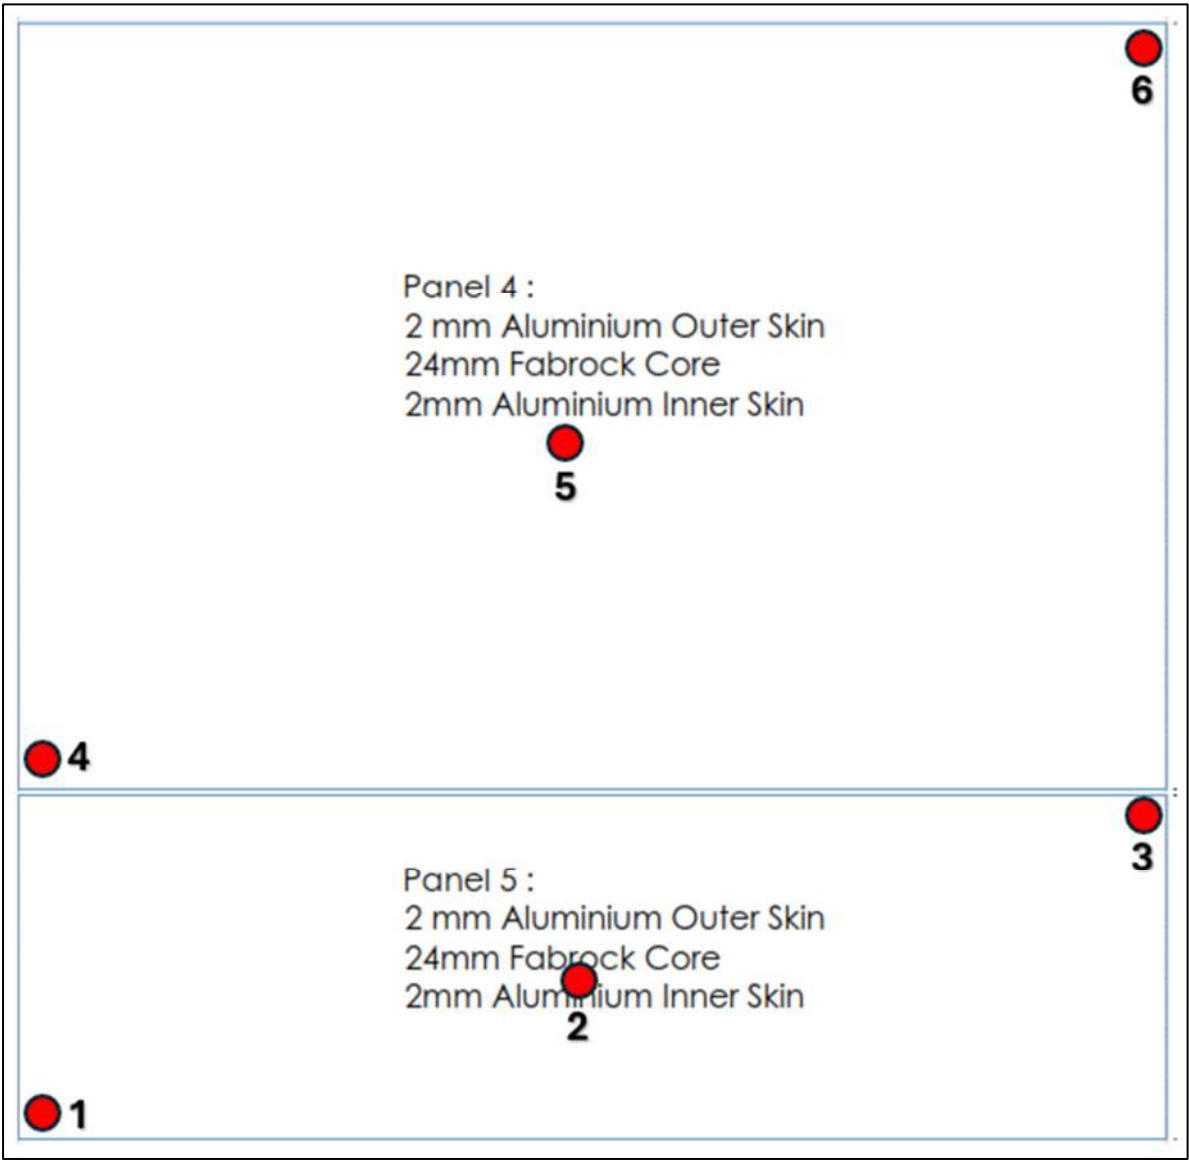 6
Panel 4 :
2 mm Aluminium Outer Skin
24mm Fabrock Core
2mm Aluminium Inner Skin
5
4
3
Panel 5 :
2 mm Aluminium Outer Skin
24mm Fabrock Core
2mm Aluminium Inner Skin
2
1